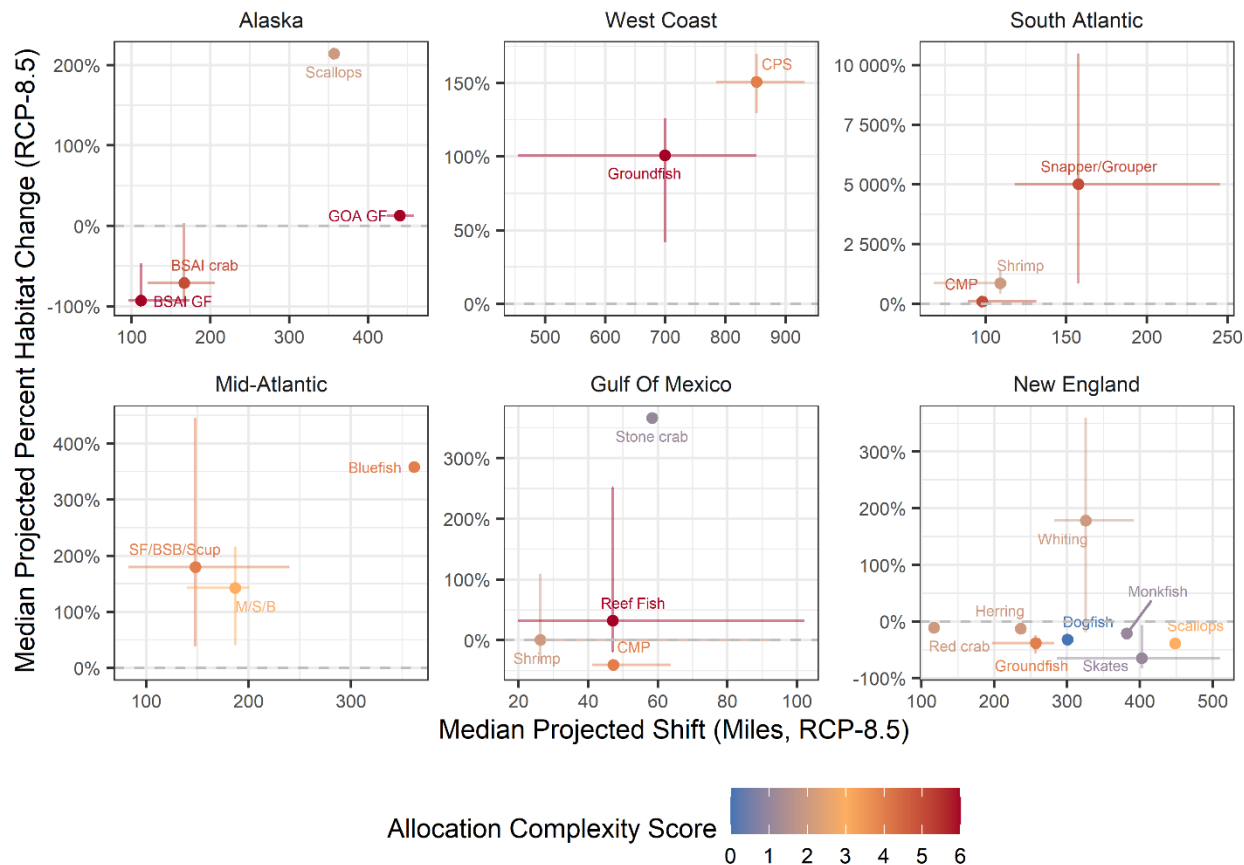 Alaska
West Coast
South Atlantic
Median Projected Percent Habitat Change (RCP-8.5)
200%
100%
0%
-100%
Scallops
GOA GF
BSAI crab
BSAI GF
100 200 300 400
150%
100%
50%
0%
CPS
Groundfish
500 600 700 800 900
10 000%
7 500%
5 000%
2 500%
0%
Snapper/Grouper
Shrimp
CMP
100 150 200 250
Mid-Atlantic
Gulf Of Mexico
New England
400%
300%
200%
100%
0%
Bluefish
SF/BSB/Scup
M/S/B
100 200 300
300%
200%
100%
0%
Stone crab
Reef Fish
Shrimp
CMP
20 40 60 80 100
300%
200%
100%
0%
-100%
Whiting
Monkfish
Herring
Dogfish
Scallops
Red crab
Groundfish
Skates
100 200 300 400 500
Median Projected Shift (Miles, RCP-8.5)
Allocation Complexity Score
0 1 2 3 4 5 6